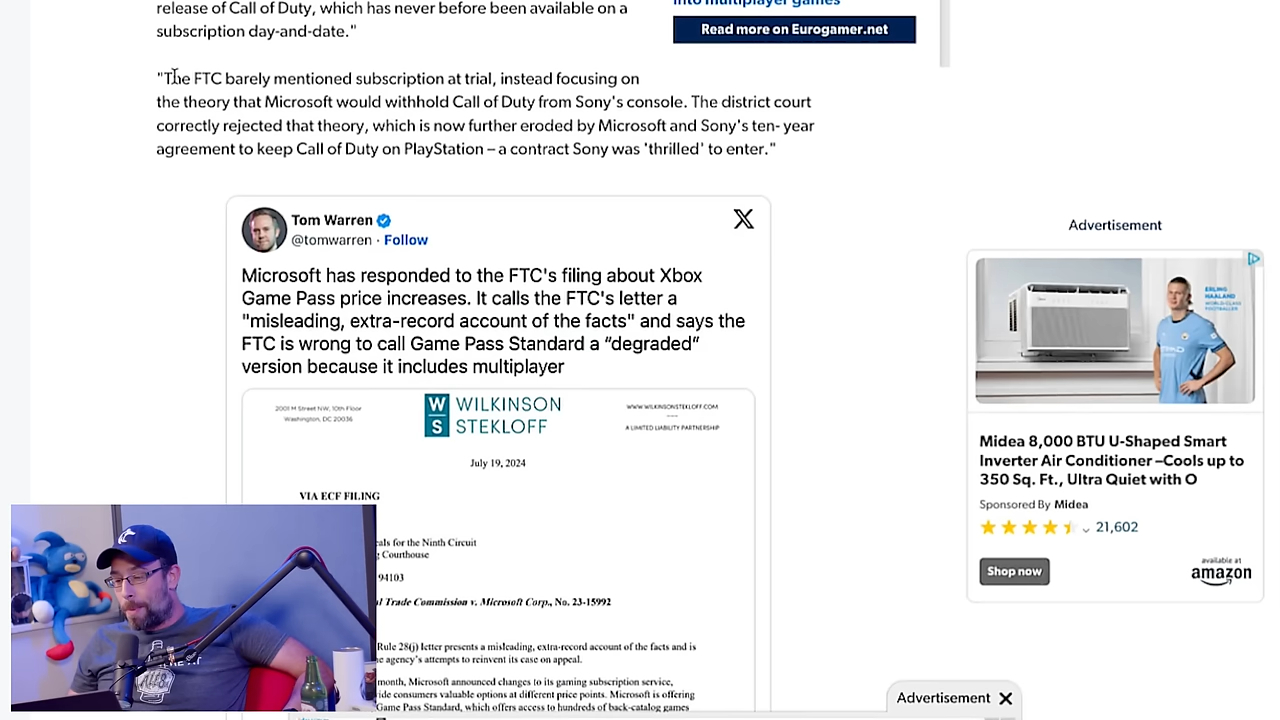 release of Call of Duty, which has never before been available on a
subscription day-and-date."
into multiplayer games
Read more on Eurogamer.net
"The FTC barely mentioned subscription at trial, instead focusing on
the theory that Microsoft would withhold Call of Duty from Sony's console. The district court
correctly rejected that theory, which is now further eroded by Microsoft and Sony's ten- year
agreement to keep Call of Duty on PlayStation – a contract Sony was 'thrilled' to enter."
Tom Warren
@tomwarren · Follow
Microsoft has responded to the FTC's filing about Xbox
Game Pass price increases. It calls the FTC's letter a
"misleading, extra-record account of the facts" and says the
FTC is wrong to call Game Pass Standard a “degraded”
version because it includes multiplayer
2001 M Street NW, 10th Floor
Washington, DC 20036
W S WILKINSON
STEKLOFF
WWW.WILKINSONSTEKLOFF.COM
A LIMITED LIABILITY PARTNERSHIP
July 19, 2024
VIA ECF FILING
als for the Ninth Circuit
Courthouse
94103
l Trade Commission v. Microsoft Corp., No. 23-15992
Rule 28(j) letter presents a misleading, extra-record account of the facts and is
e agency's attempts to reinvent its case on appeal.
month, Microsoft announced changes to its gaming subscription service,
ide consumers valuable options at different price points. Microsoft is offering
Game Pass Standard, which offers access to hundreds of back-catalog games
Advertisement
ERLING
HAALAND
WORLD-CLASS
FOOTBALLER
Midea 8,000 BTU U-Shaped Smart
Inverter Air Conditioner –Cools up to
350 Sq. Ft., Ultra Quiet with O
Sponsored By Midea
21,602
Shop now
available at
amazon
Advertisement